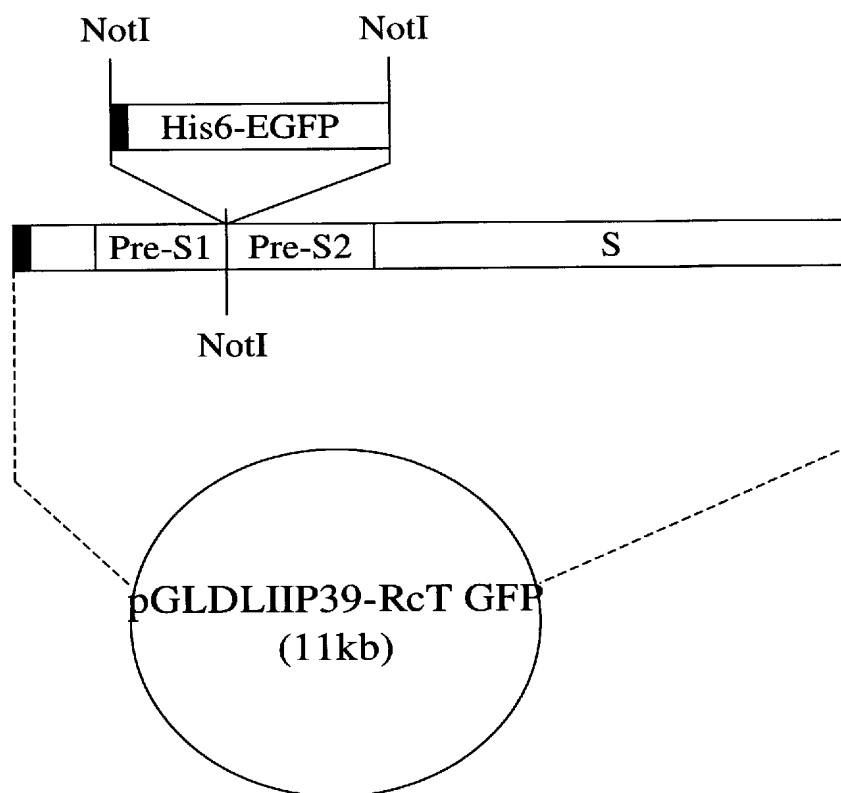 NotI NotI
His6-EGFP
Pre-S1 Pre-S2 S
NotI
pGLDLIIP39-RcT GFP
(11kb)